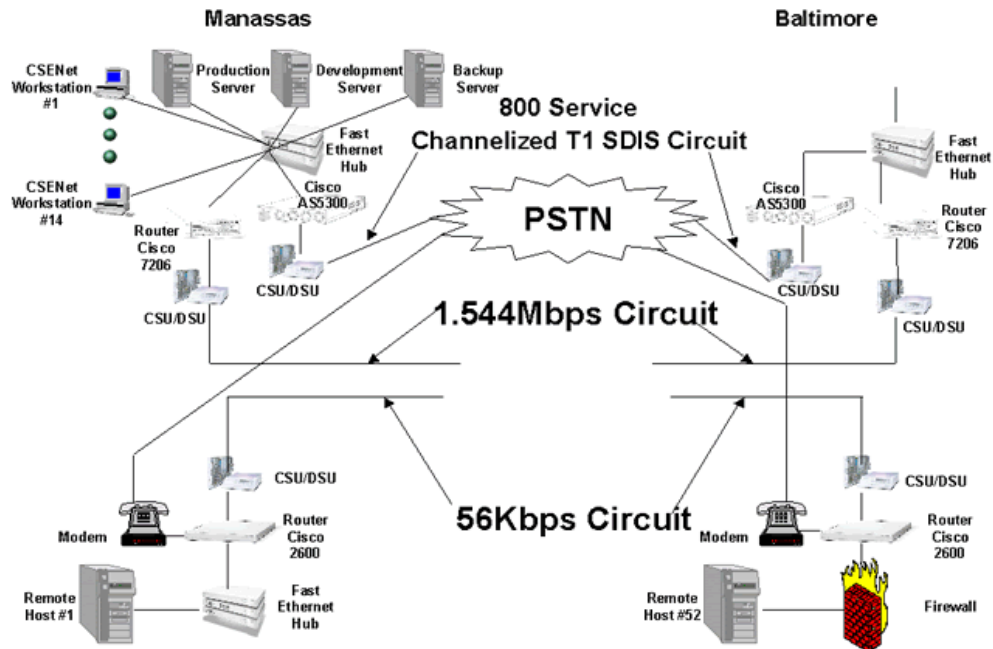 Manassas
Baltimore
CSENet
Workstation
#1
Production
Server
Development
Server
Backup
Server
800 Service
Channelized T1 SDIS Circuit
Fast
Ethernet
Hub
Fast
Ethernet
Hub
CSENet
Workstation
#14
Cisco
AS5300
PSTN
Cisco
AS5300
Router
Cisco
7206
Router
Cisco
7206
CSU/DSU
CSU/DSU
CSU/DSU
CSU/DSU
1.544Mbps Circuit
CSU/DSU
CSU/DSU
56Kbps Circuit
Modem
Router
Cisco
2600
Modem
Router
Cisco
2600
Remote
Host #1
Fast
Ethernet
Hub
Remote
Host #52
Firewall